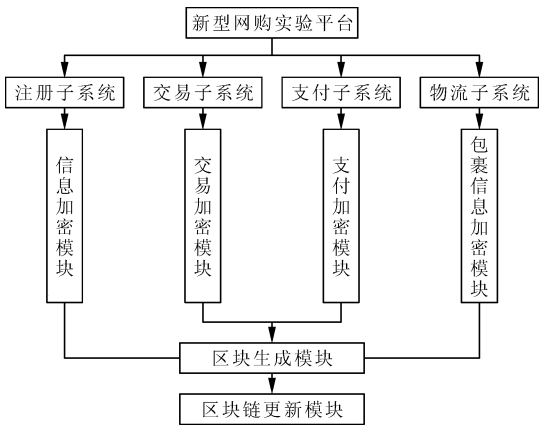 新型网购实验平台
注册子系统
交易子系统
支付子系统
物流子系统
信息加密模块
交易加密模块
支付加密模块
包裹信息加密模块
区块生成模块
区块链更新模块